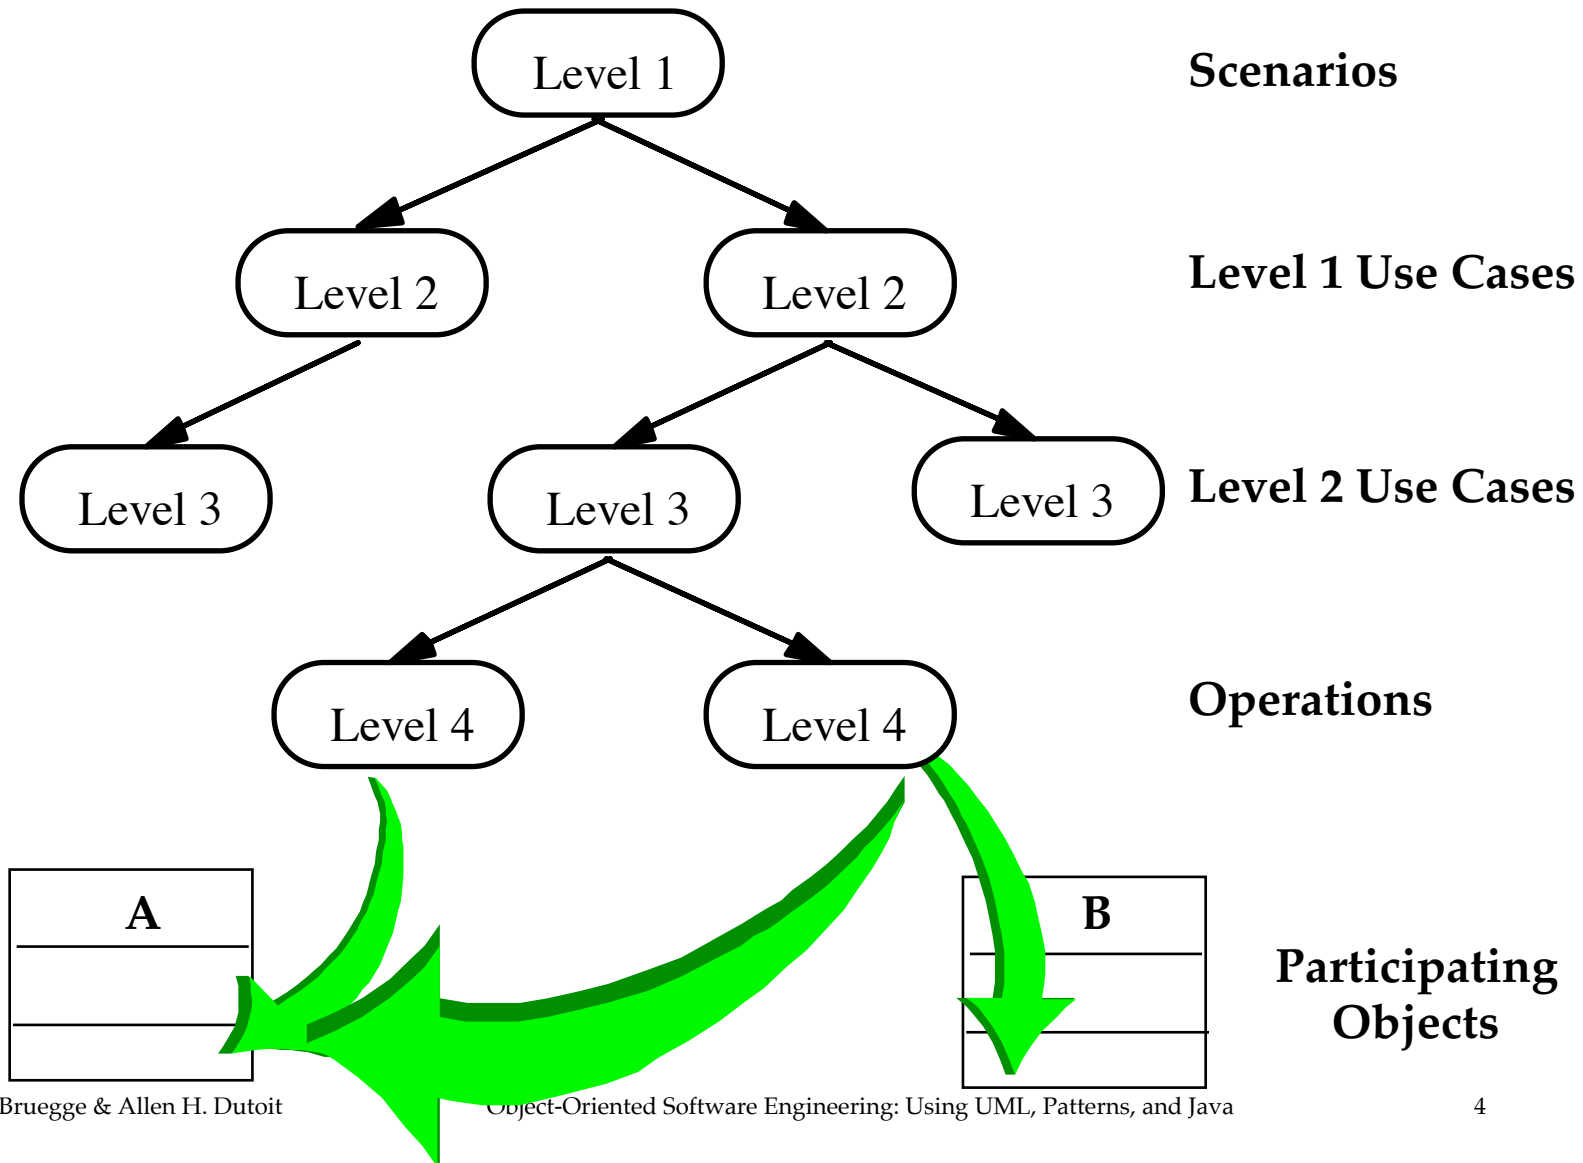 Level 1
Scenarios
Level 2
Level 2
Level 1 Use Cases
Level 3
Level 3
Level 3
Level 2 Use Cases
Level 4
Level 4
Operations
A
B
Participating
Objects
Bruegge & Allen H. Dutoit
Object-Oriented Software Engineering: Using UML, Patterns, and Java
4